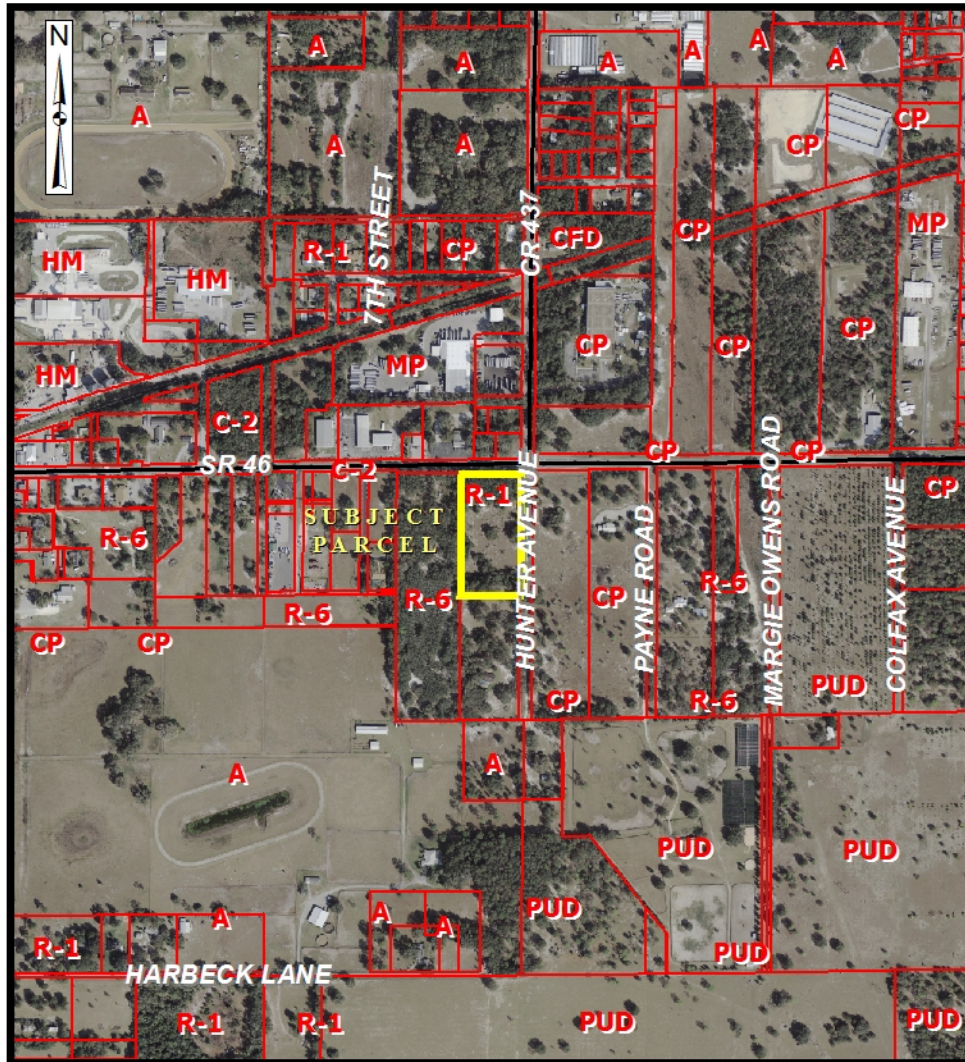 N
A
A
A
A
A
A
A
A
A
CP
CP
7TH STREET
CR 437
R-1
CP
CFD
CP
MP
HM
HM
HM
MP
CP
CP
CP
C-2
SR 46
C-2
CP
CP
R-1
SUBJECT
PARCEL
HUNTER AVENUE
PAYNE ROAD
MARGIE OWENS ROAD
COLFAX AVENUE
CP
R-6
R-6
R-6
CP
R-6
CP
CP
CP
R-6
PUD
A
A
PUD
PUD
PUD
PUD
A
A
A
R-1
HARBECK LANE
R-1
R-1
PUD
PUD